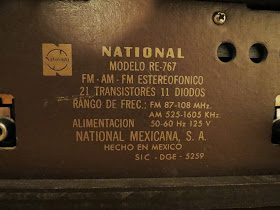 National
NATIONAL
MODELO RE-767
FM-AM-FM ESTEREOFONICO
21 TRANSISTORES 11 DIODOS
RANGO DE FREC.: FM 87-108 MHz.
AM 525-1605 KHz.
ALIMENTACION 50-60 Hz 125 V
NATIONAL MEXICANA, S. A.
HECHO EN MEXICO
SIC-DGE-5259